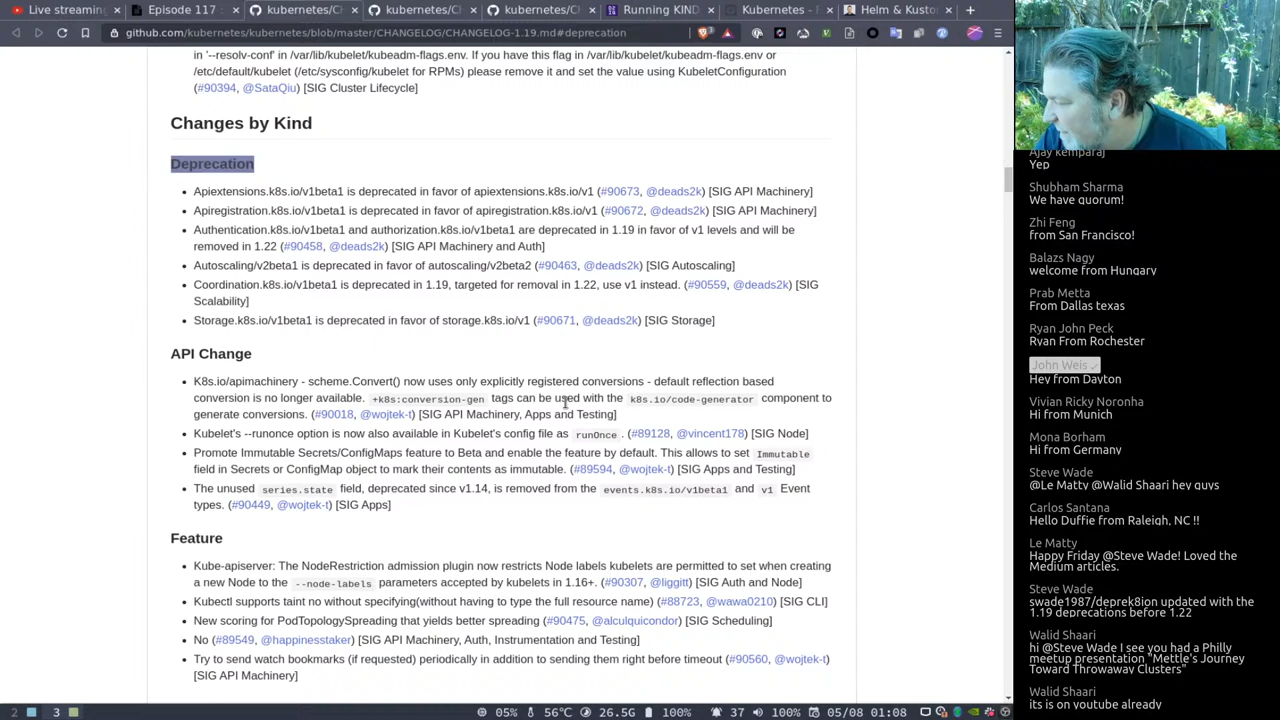 Live streaming
Episode 117 :
kubernetes/CH
kubernetes/CH
kubernetes/CH
Running KIND
Kubernetes - P
Helm & Kustor
github.com/kubernetes/kubernetes/blob/master/CHANGELOG/CHANGELOG-1.19.md#deprecation
in '--resolv-conf' in /var/lib/kubelet/kubeadm-flags.env. If you have this flag in /var/lib/kubelet/kubeadm-flags.env or
/etc/default/kubelet (/etc/sysconfig/kubelet for RPMs) please remove it and set the value using KubeletConfiguration
(#90394, @SataQiu) [SIG Cluster Lifecycle]
Changes by Kind
Deprecation
• Apiextensions.k8s.io/v1beta1 is deprecated in favor of apiextensions.k8s.io/v1 (#90673, @deads2k) [SIG API Machinery]
• Apiregistration.k8s.io/v1beta1 is deprecated in favor of apiregistration.k8s.io/v1 (#90672, @deads2k) [SIG API Machinery]
• Authentication.k8s.io/v1beta1 and authorization.k8s.io/v1beta1 are deprecated in 1.19 in favor of v1 levels and will be
removed in 1.22 (#90458, @deads2k) [SIG API Machinery and Auth]
• Autoscaling/v2beta1 is deprecated in favor of autoscaling/v2beta2 (#90463, @deads2k) [SIG Autoscaling]
• Coordination.k8s.io/v1beta1 is deprecated in 1.19, targeted for removal in 1.22, use v1 instead. (#90559, @deads2k) [SIG
Scalability]
• Storage.k8s.io/v1beta1 is deprecated in favor of storage.k8s.io/v1 (#90671, @deads2k) [SIG Storage]
API Change
• K8s.io/apimachinery - scheme.Convert() now uses only explicitly registered conversions - default reflection based
conversion is no longer available. +k8s:conversion-gen tags can be used with the k8s.io/code-generator component to
generate conversions. (#90018, @wojtek-t) [SIG API Machinery, Apps and Testing]
• Kubelet's --runonce option is now also available in Kubelet's config file as runOnce. (#89128, @vincent178) [SIG Node]
• Promote Immutable Secrets/ConfigMaps feature to Beta and enable the feature by default. This allows to set Immutable
field in Secrets or ConfigMap object to mark their contents as immutable. (#89594, @wojtek-t) [SIG Apps and Testing]
• The unused series.state field, deprecated since v1.14, is removed from the events.k8s.io/v1beta1 and v1 Event
types. (#90449, @wojtek-t) [SIG Apps]
Feature
• Kube-apiserver: The NodeRestriction admission plugin now restricts Node labels kubelets are permitted to set when creating
a new Node to the --node-labels parameters accepted by kubelets in 1.16+. (#90307, @liggitt) [SIG Auth and Node]
• Kubectl supports taint no without specifying(without having to type the full resource name) (#88723, @wawa0210) [SIG CLI]
• New scoring for PodTopologySpreading that yields better spreading (#90475, @alculquicondor) [SIG Scheduling]
• No (#89549, @happinesstaker) [SIG API Machinery, Auth, Instrumentation and Testing]
• Try to send watch bookmarks (if requested) periodically in addition to sending them right before timeout (#90560, @wojtek-t)
[SIG API Machinery]
Ajay kemparaj
Yep
Shubham Sharma
We have quorum!
Zhi Feng
from San Francisco!
Balazs Nagy
welcome from Hungary
Prab Metta
From Dallas texas
Ryan John Peck
Ryan From Rochester
John Weis
Hey from Dayton
Vivian Ricky Noronha
Hi from Munich
Mona Borham
Hi from Germany
Steve Wade
@Le Matty @Walid Shaari hey guys
Carlos Santana
Hello Duffie from Raleigh, NC !!
Le Matty
Happy Friday @Steve Wade! Loved the
Medium articles.
Steve Wade
swade1987/deprek8ion updated with the
1.19 deprecations before 1.22
Walid Shaari
hi @Steve Wade I see you had a Philly
meetup presentation "Mettle's Journey
Toward Throwaway Clusters"
Walid Shaari
its is on youtube already
2 3 05% 56°C 26.5G 100% 37 100% 05/08 01:08